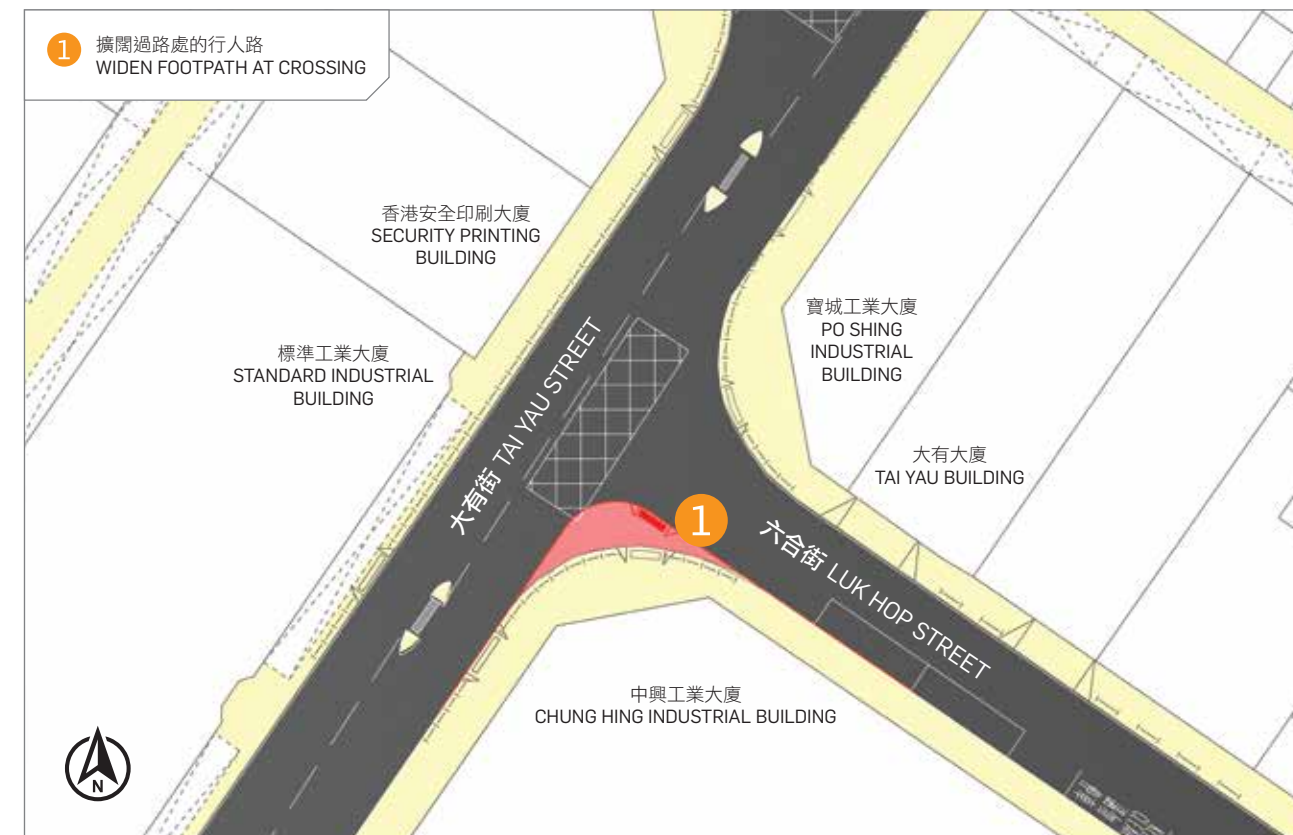 1 擴闊過路處的行人路
WIDEN FOOTPATH AT CROSSING
香港安全印刷大廈
SECURITY PRINTING
BUILDING
標準工業大廈
STANDARD INDUSTRIAL
BUILDING
大有街 TAI YAU STREET
寶城工業大廈
PO SHING
INDUSTRIAL
BUILDING
大有大廈
TAI YAU BUILDING
1
六合街 LUK HOP STREET
中興工業大廈
CHUNG HING INDUSTRIAL BUILDING
N